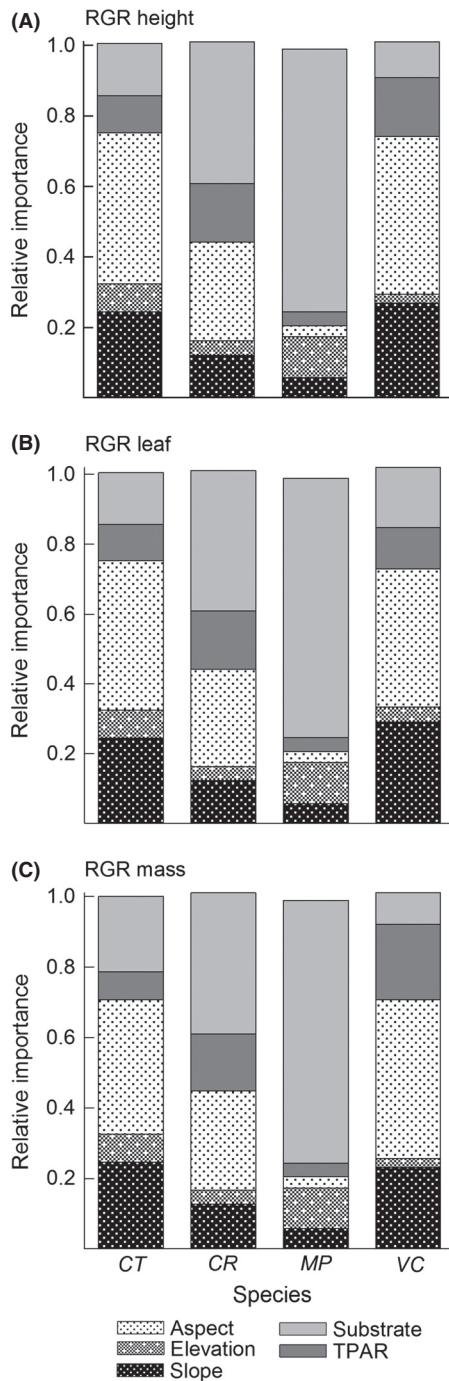 (A) RGR height
1.0
0.8
0.6
0.4
0.2
Relative importance
(B) RGR leaf
1.0
0.8
0.6
0.4
0.2
Relative importance
(C) RGR mass
1.0
0.8
0.6
0.4
0.2
Relative importance
CT CR MP VC
Species
Aspect Substrate
Elevation TPAR
Slope